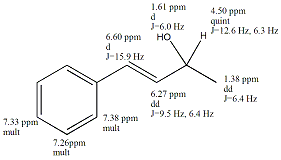 1.61 ppm
d
J=6.0 Hz
4.50 ppm
quint
J=12.6 Hz, 6.3 Hz
HO
H
6.60 ppm
d
J=15.9 Hz
1.38 ppm
dd
J=6.4 Hz
6.27 ppm
dd
J=9.5 Hz, 6.4 Hz
7.33 ppm
mult
7.38 ppm
mult
7.26ppm
mult